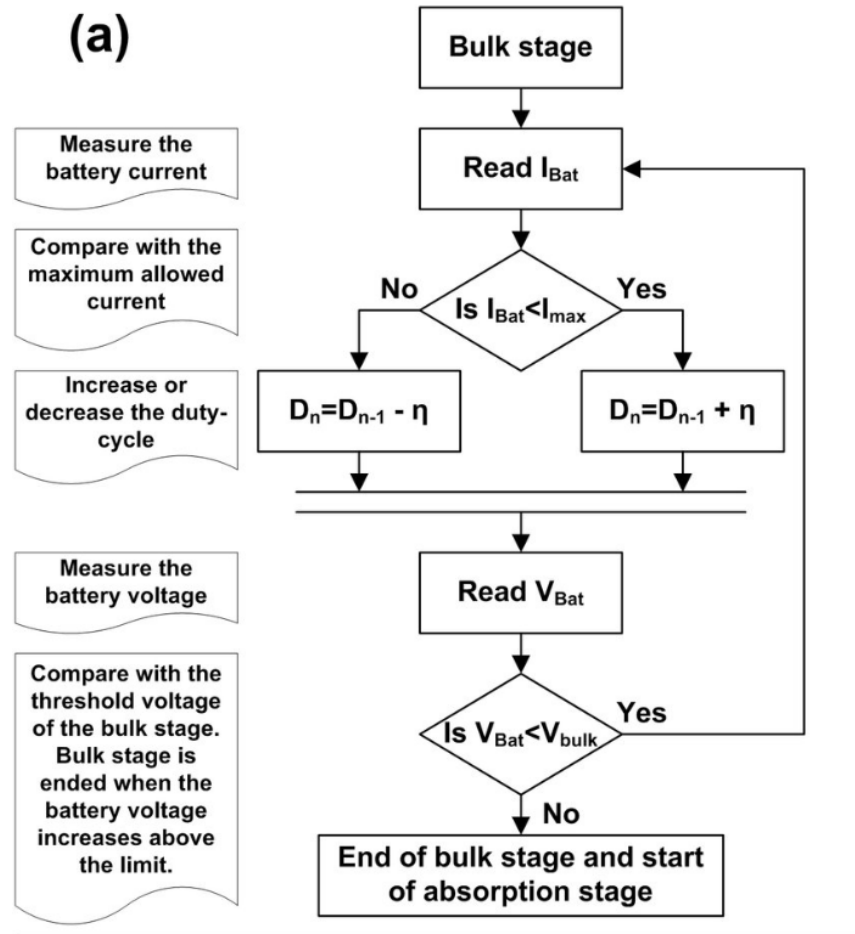 (a)
Bulk stage
Measure the
battery current
Read I_Bat
Compare with the
maximum allowed
current
No
Is I_Bat<I_max
Yes
Increase or
decrease the duty-
cycle
D_n=D_n-1 - η
D_n=D_n-1 + η
Measure the
battery voltage
Read V_Bat
Compare with the
threshold voltage
of the bulk stage.
Bulk stage is
ended when the
battery voltage
increases above
the limit.
Is V_Bat<V_bulk
Yes
No
End of bulk stage and start
of absorption stage